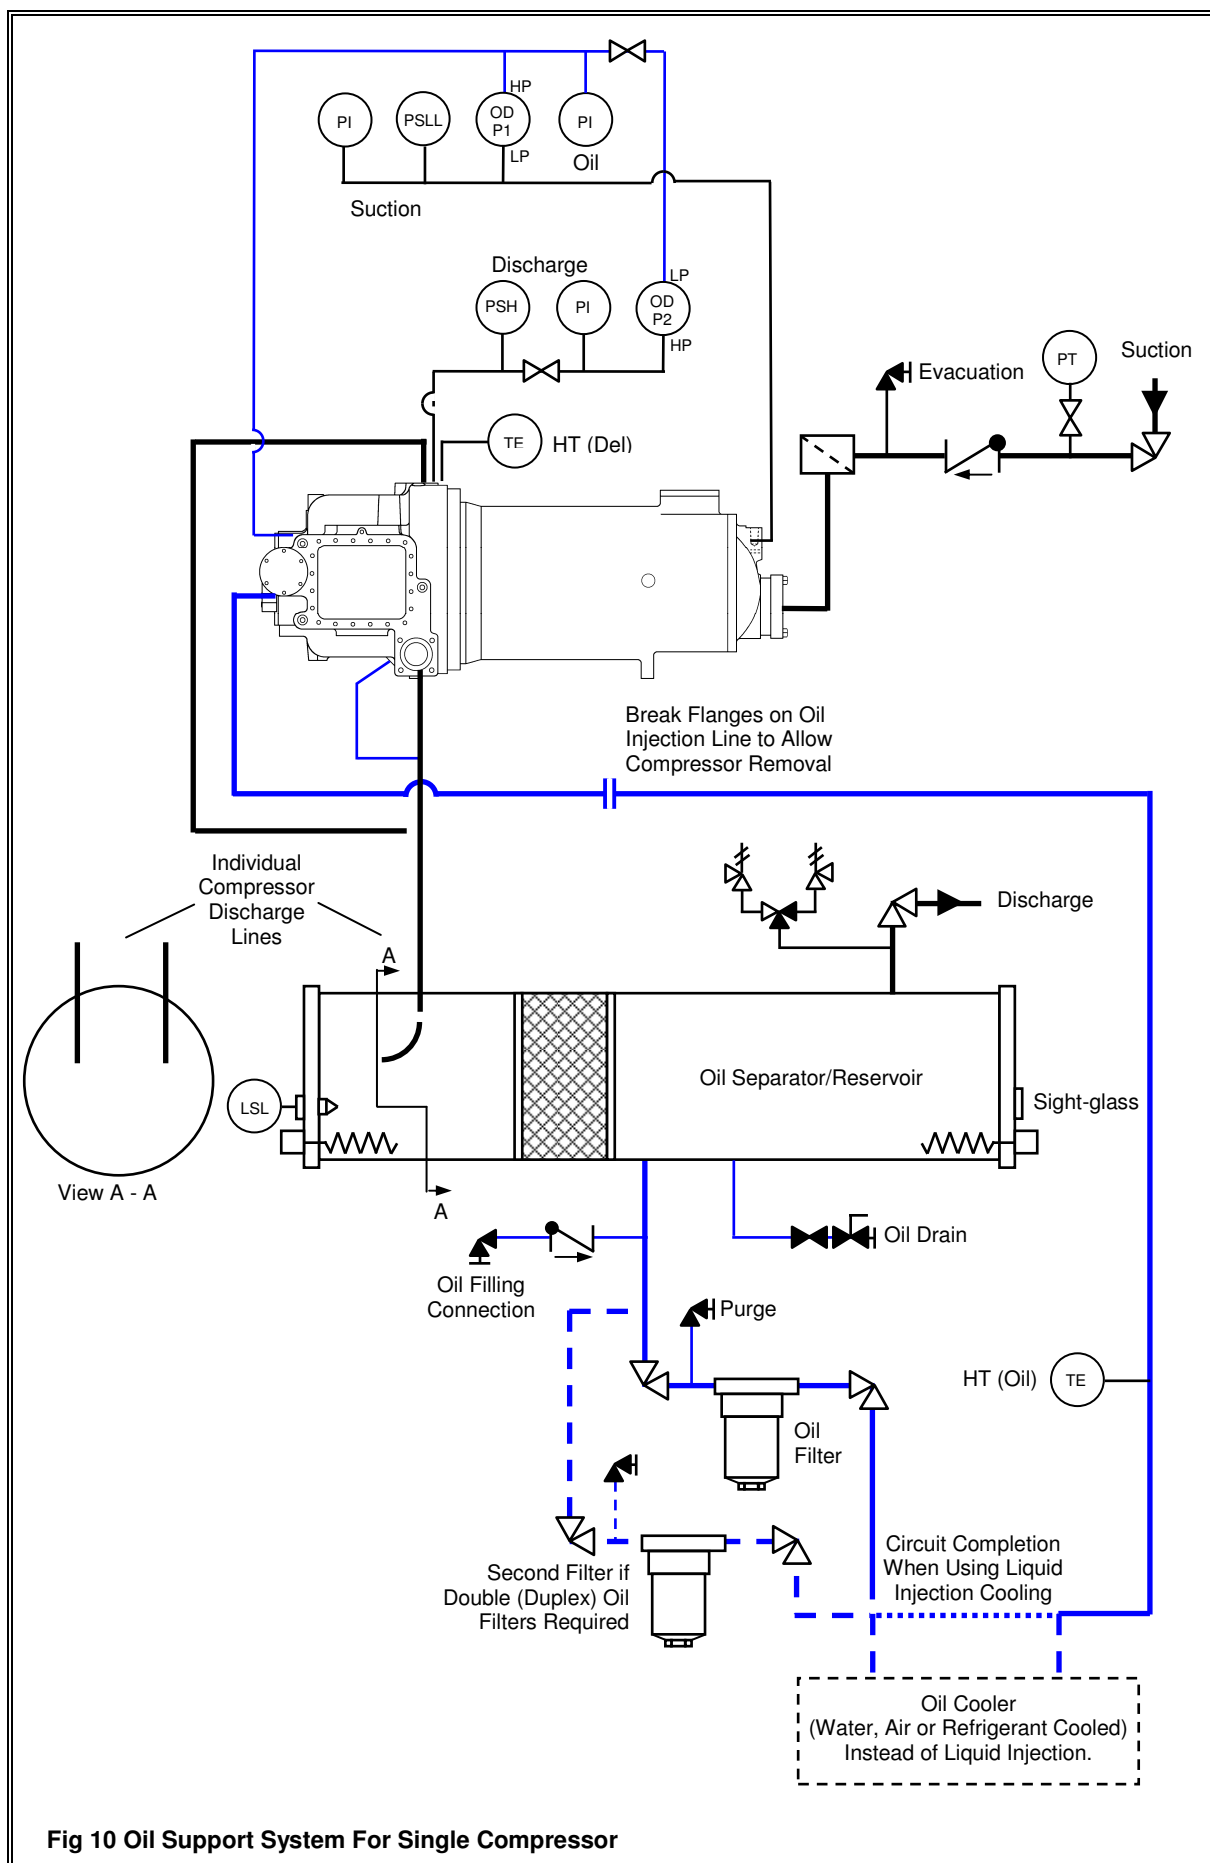 HP
PI
PSLL
OD
P1
PI
LP
Oil
Suction
Discharge
LP
PSH
PI
OD
P2
HP
PT
Suction
Evacuation
TE
HT (Del)
Break Flanges on Oil
Injection Line to Allow
Compressor Removal
Individual
Compressor
Discharge
Lines
Discharge
A
Oil Separator/Reservoir
LSL
Sight-glass
View A - A
A
Oil Drain
Oil Filling
Connection
Purge
HT (Oil)
TE
Oil
Filter
Circuit Completion
When Using Liquid
Injection Cooling
Second Filter if
Double (Duplex) Oil
Filters Required
Oil Cooler
(Water, Air or Refrigerant Cooled)
Instead of Liquid Injection.
Fig 10 Oil Support System For Single Compressor